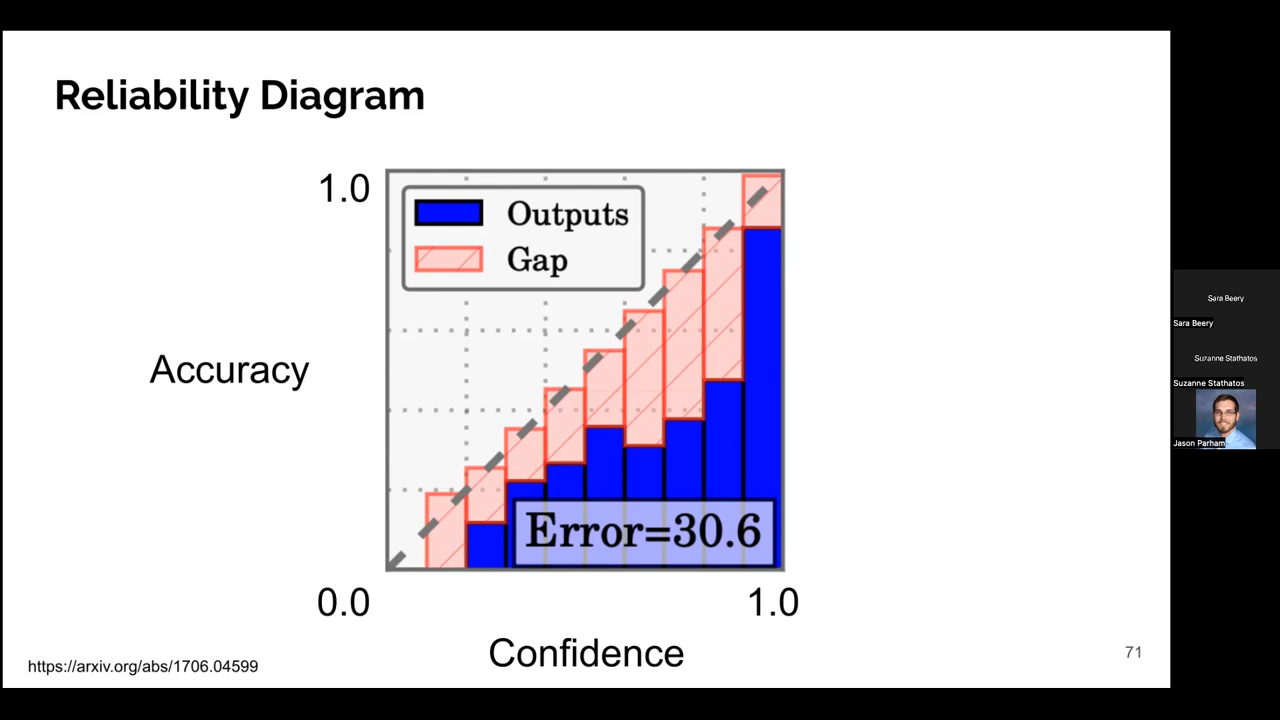 Reliability Diagram
1.0
Outputs
Gap
Accuracy
Error=30.6
0.0
1.0
Confidence
https://arxiv.org/abs/1706.04599
71
Sara Beery
Sara Beery
Suzanne Stathatos
Suzanne Stathatos
Jason Parham